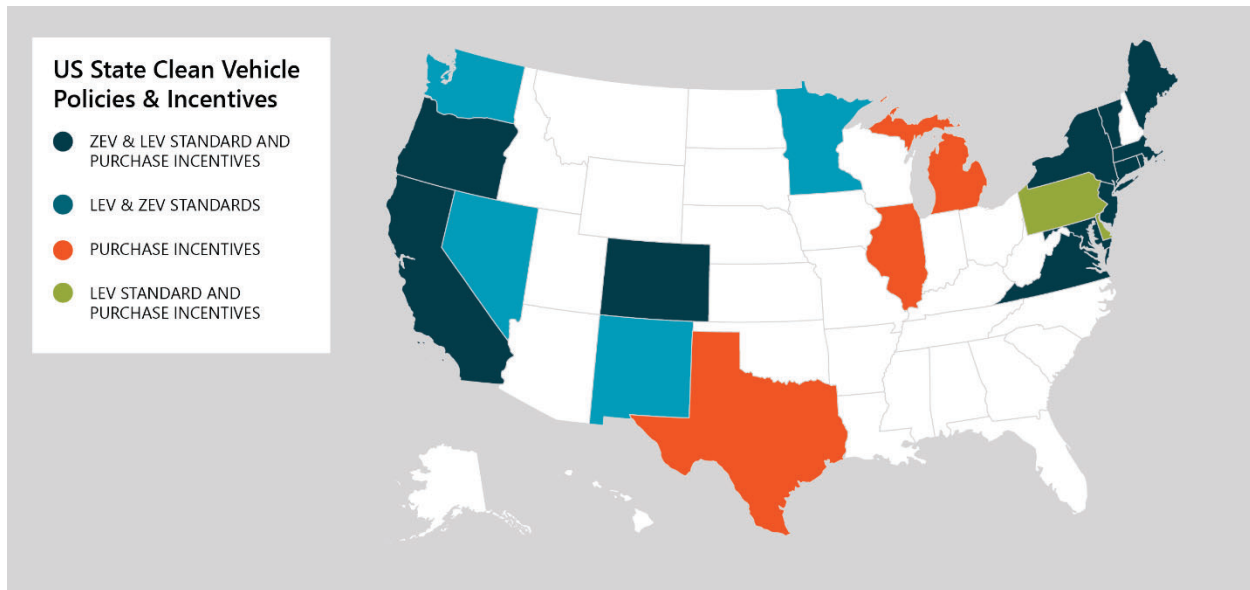 US State Clean Vehicle
Policies & Incentives
ZEV & LEV STANDARD AND
PURCHASE INCENTIVES
LEV & ZEV STANDARDS
PURCHASE INCENTIVES
LEV STANDARD AND
PURCHASE INCENTIVES